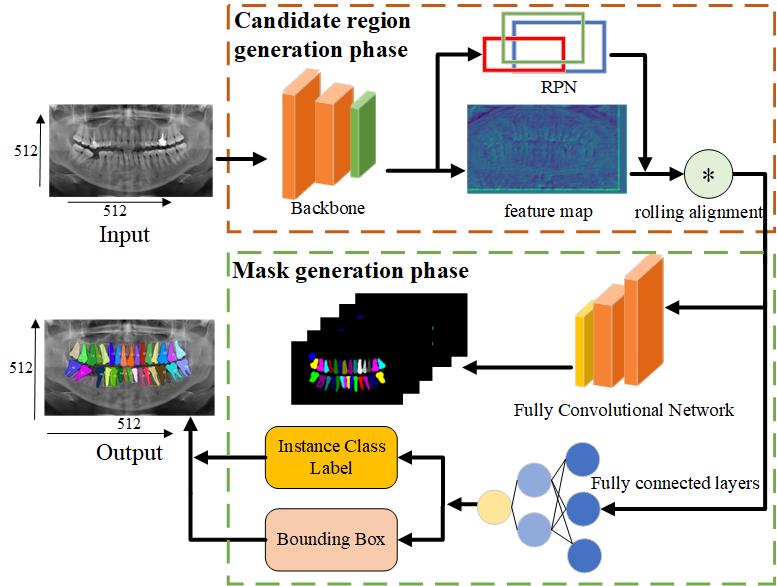 Candidate region
generation phase
RPN
512
512
Input
Backbone
feature map
rolling alignment
*
Mask generation phase
512
512
Output
Fully Convolutional Network
Instance Class
Label
Fully connected layers
Bounding Box